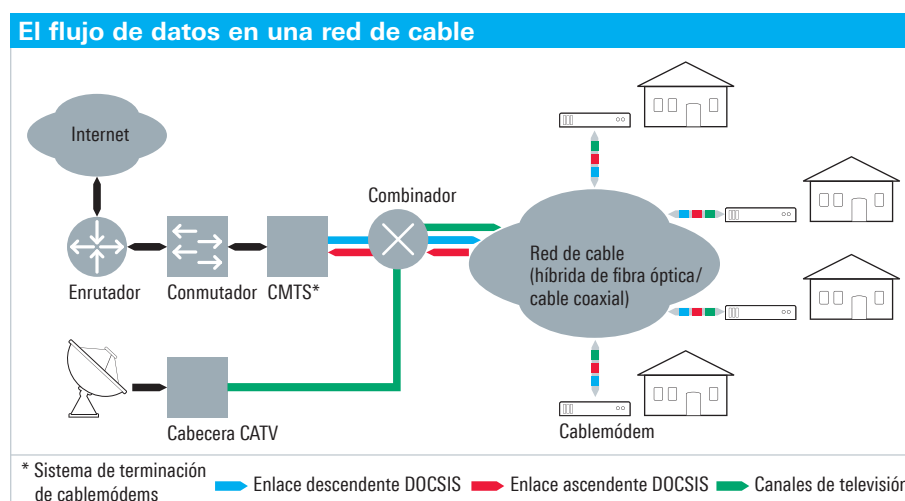 El flujo de datos en una red de cable
Internet
Combinador
Red de cable
(híbrida de fibra óptica/
cable coaxial)
Enrutador
Conmutador
CMTS*
Cabecera CATV
Cablemódem
* Sistema de terminación
de cablemódems
Enlace descendente DOCSIS
Enlace ascendente DOCSIS
Canales de televisión